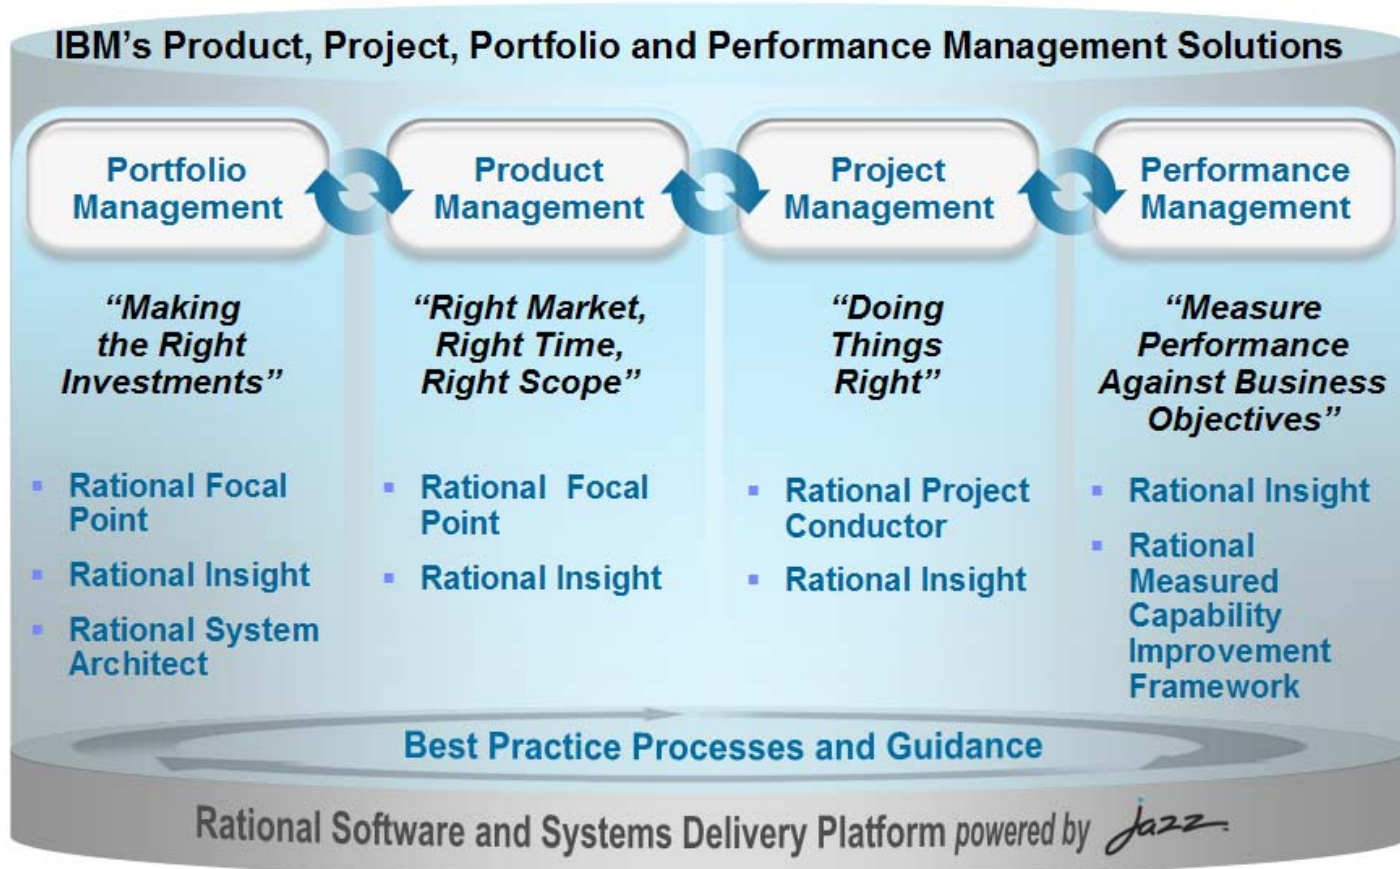 IBM’s Product, Project, Portfolio and Performance Management Solutions
Portfolio
Management
“Making
the Right
Investments”
Rational Focal
Point
Rational Insight
Rational System
Architect
Product
Management
“Right Market,
Right Time,
Right Scope”
Rational Focal
Point
Rational Insight
Project
Management
“Doing
Things
Right”
Rational Project
Conductor
Rational Insight
Performance
Management
“Measure
Performance
Against Business
Objectives”
Rational Insight
Rational
Measured
Capability
Improvement
Framework
Best Practice Processes and Guidance
Rational Software and Systems Delivery Platform powered by jazz